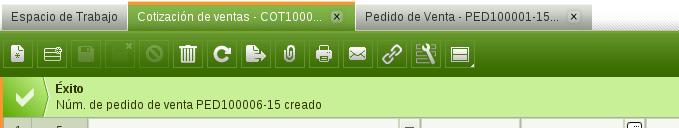 Espacio de Trabajo
Cotización de ventas - COT1000...
Pedido de Venta - PED100001-15...
Éxito
Núm. de pedido de venta PED100006-15 creado